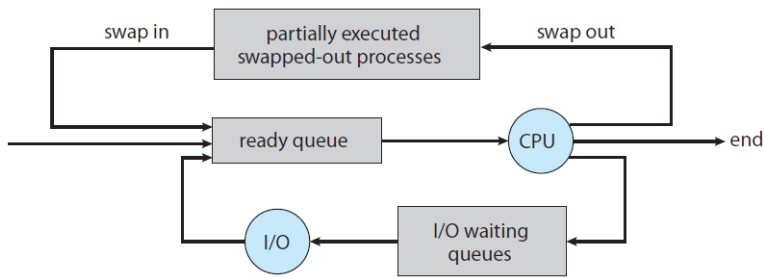 swap in
partially executed
swapped-out processes
swap out
ready queue
CPU
end
I/O
I/O waiting
queues